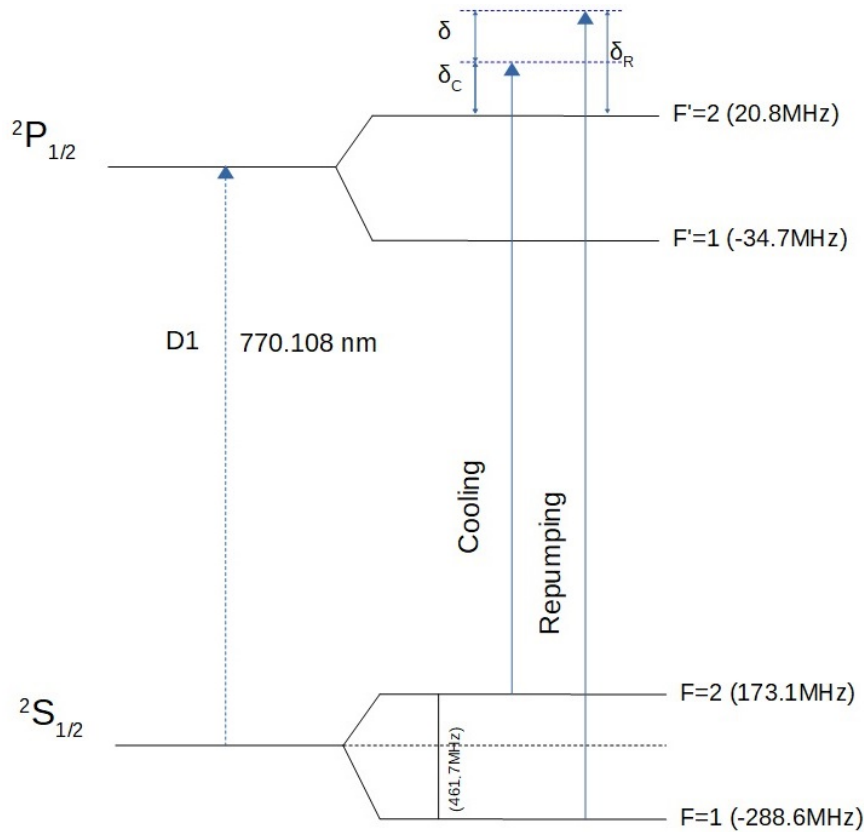 δ
δR
δC
F'=2 (20.8MHz)
²P1/2
F'=1 (-34.7MHz)
D1
770.108 nm
Cooling
Repumping
F=2 (173.1MHz)
²S1/2
(461.7MHz)
F=1 (-288.6MHz)